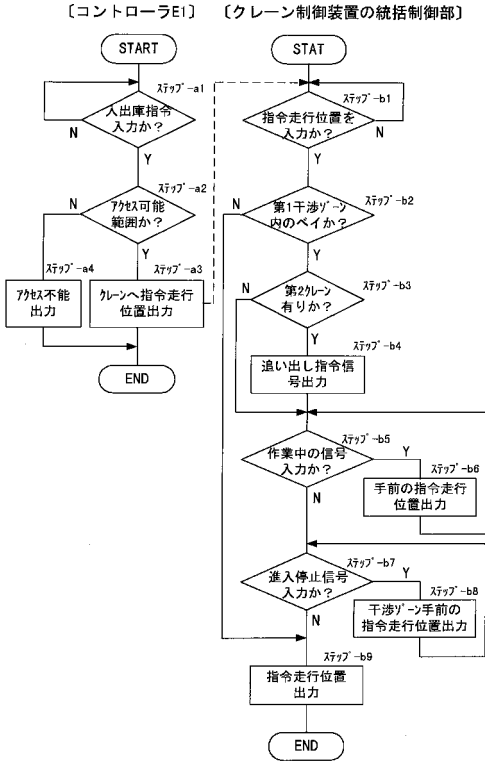 〔コントローラE1〕
START
ステップ-a1
入出庫指令
入力か?
N
Y
ステップ-a2
アクセス可能
範囲か?
N
Y
ステップ-a4
アクセス不能
出力
ステップ-a3
クレーンへ指令走行
位置出力
END
〔クレーン制御装置の統括制御部〕
STAT
ステップ-b1
指令走行位置を
入力か?
N
Y
ステップ-b2
第1干渉ゾーン
内のベイか?
N
Y
ステップ-b3
第2クレーン
有りか?
N
Y
ステップ-b4
追い出し指令信
号出力
ステップ-b5
作業中の信号
入力か?
Y
N
ステップ-b6
手前の指令走行
位置出力
ステップ-b7
進入停止信号
入力か?
Y
N
ステップ-b8
干渉ゾーン手前の
指令走行位置出力
ステップ-b9
指令走行位置
出力
END